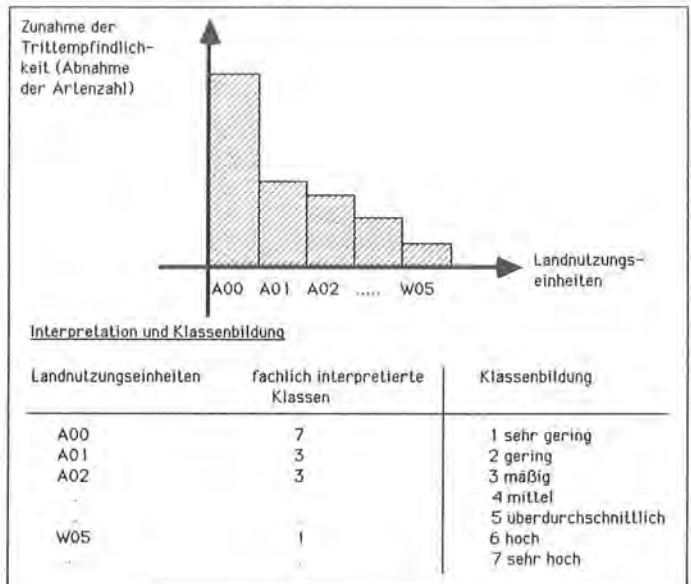 Zunahme der
Trittempfindlich-
keit (Abnahme
der Artenzahl)
Landnutzungs-
einheiten
A00 A01 A02 ..... W05
Interpretation und Klassenbildung
Landnutzungseinheiten fachlich interpretierte Klassenbildung
Klassen
A00 7 1 sehr gering
A01 3 2 gering
A02 3 3 mäßig
. . 4 mittel
. . 5 überdurchschnittlich
W05 1 6 hoch
. . 7 sehr hoch